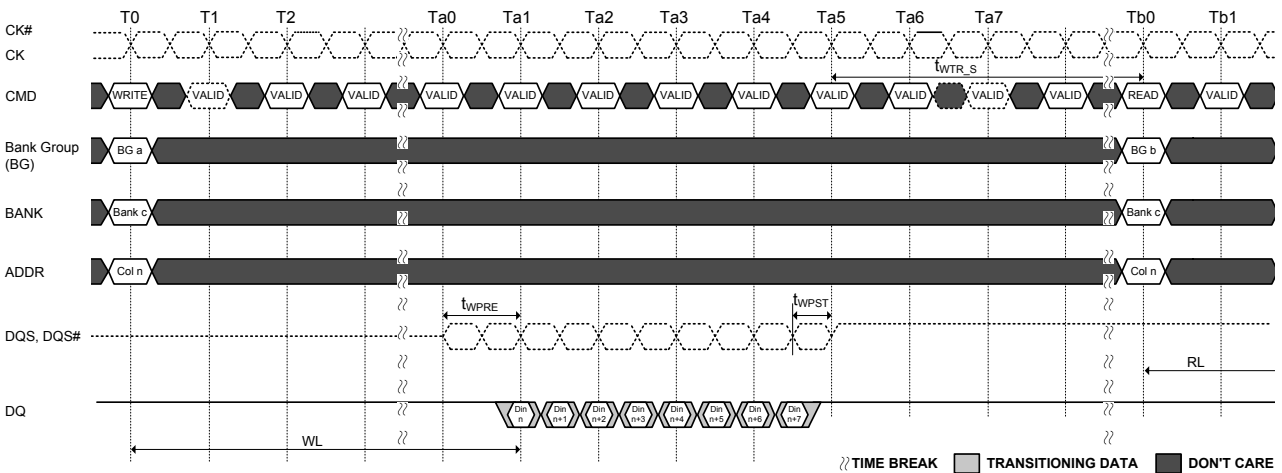 T0 T1 T2 Ta0 Ta1 Ta2 Ta3 Ta4 Ta5 Ta6 Ta7 Tb0 Tb1
CK#
CK
tWTR_S
CMD WRITE VALID VALID VALID VALID VALID VALID VALID VALID VALID VALID VALID VALID READ VALID
Bank Group
(BG)
BG a BG b
BANK Bank c Bank c
ADDR Col n Col n
tWPRE tWPST
DQS, DQS#
RL
DQ
Din Din Din Din Din Din Din Din
n n+1 n+2 n+3 n+4 n+5 n+6 n+7
WL
TIME BREAK TRANSITIONING DATA DON'T CARE